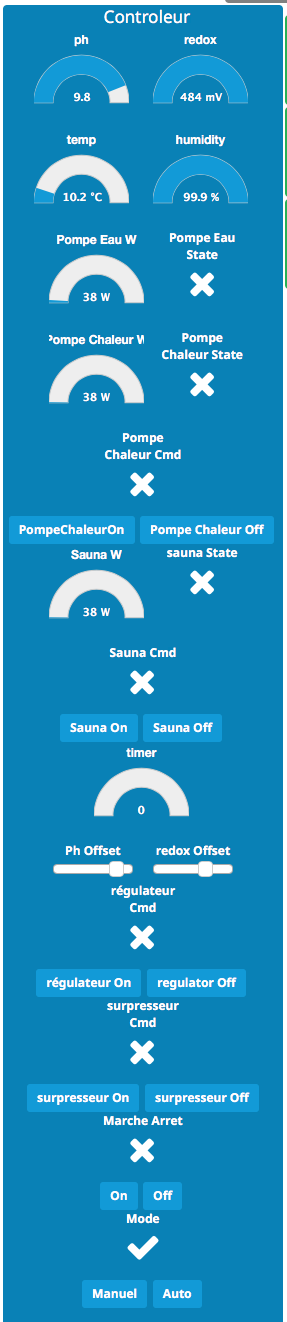 Controleur
ph redox
9.8 484 mV
temp humidity
10.2 °C 99.9 %
Pompe Eau W Pompe Eau
State
38 W
Pompe Chaleur W Pompe
Chaleur State
38 W
Pompe
Chaleur Cmd
PompeChaleurOn Pompe Chaleur Off
Sauna W sauna State
38 W
Sauna Cmd
Sauna On Sauna Off
timer
0
Ph Offset redox Offset
régulateur
Cmd
régulateur On regulator Off
surpresseur
Cmd
surpresseur On surpresseur Off
Marche Arret
On Off
Mode
Manuel Auto